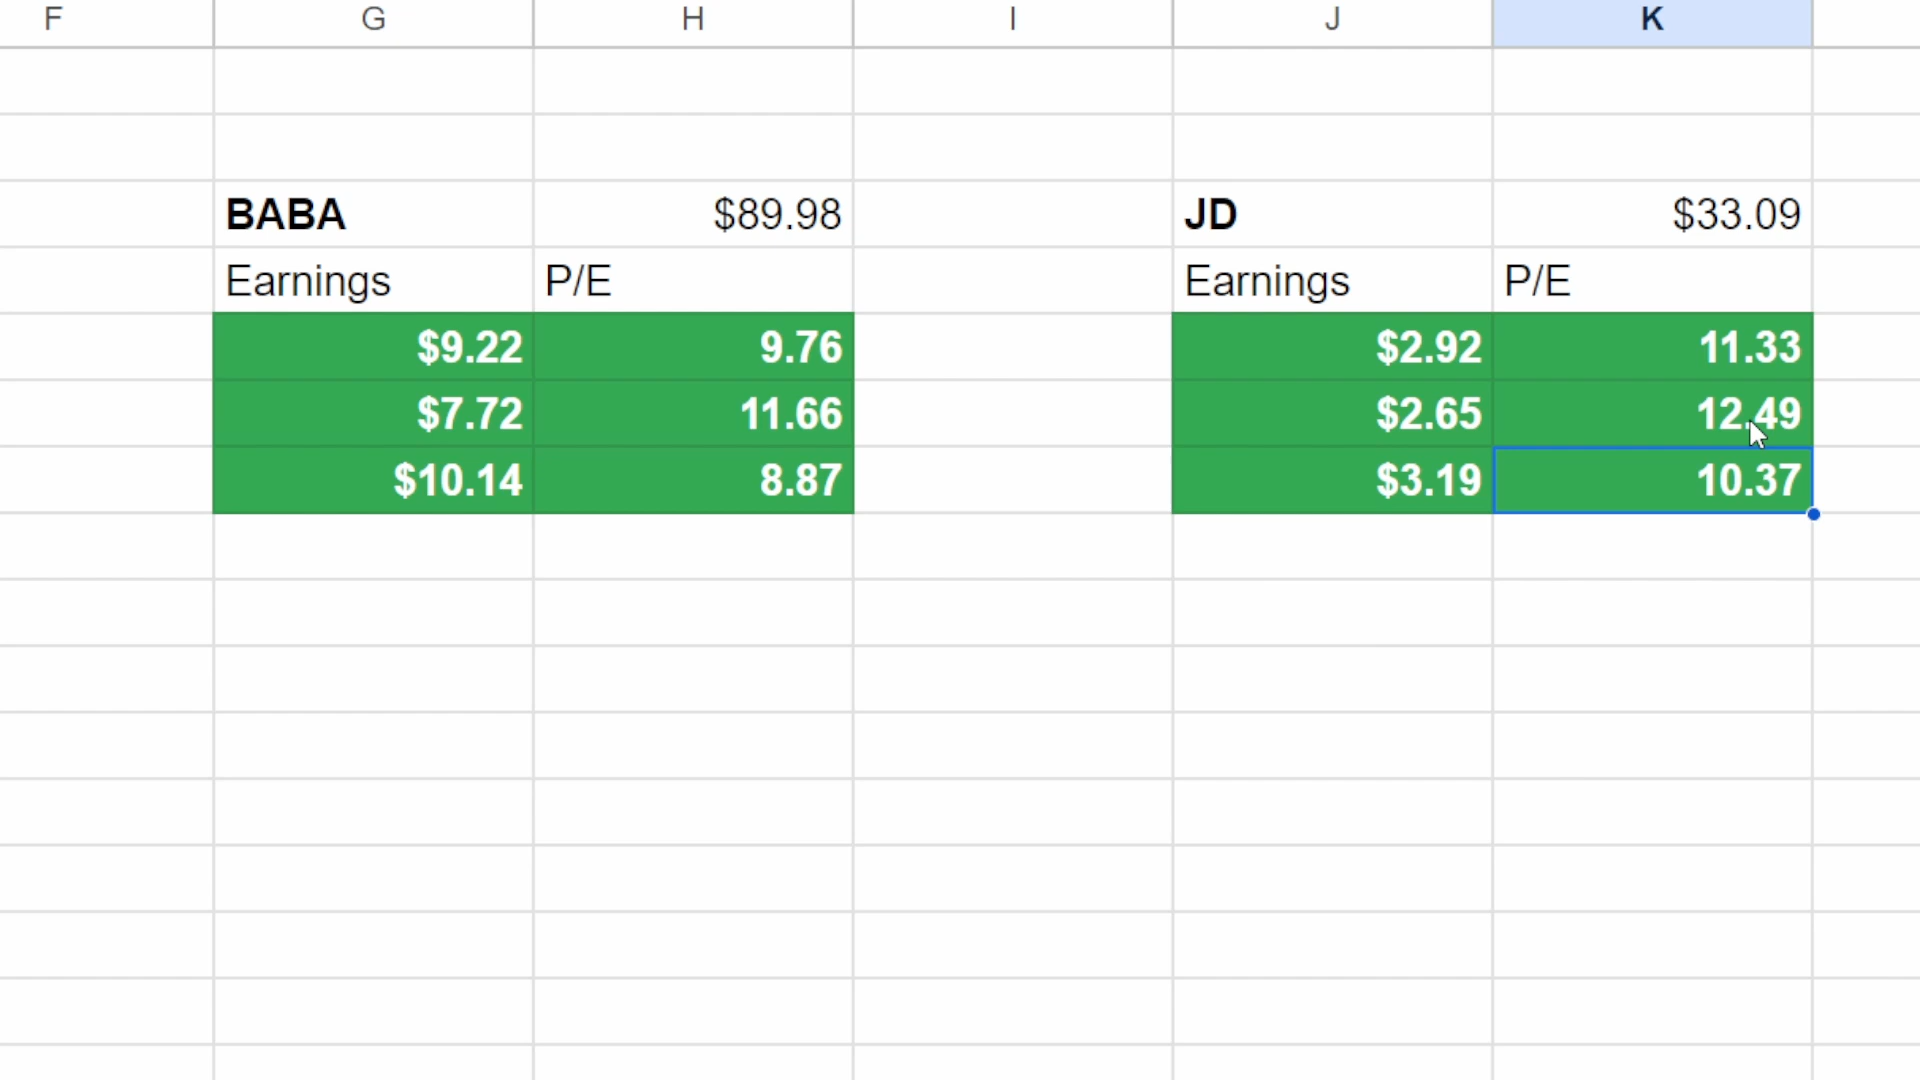 F G H I J K
BABA $89.98 JD $33.09
Earnings P/E Earnings P/E
$9.22 9.76 $2.92 11.33
$7.72 11.66 $2.65 12.49
$10.14 8.87 $3.19 10.37